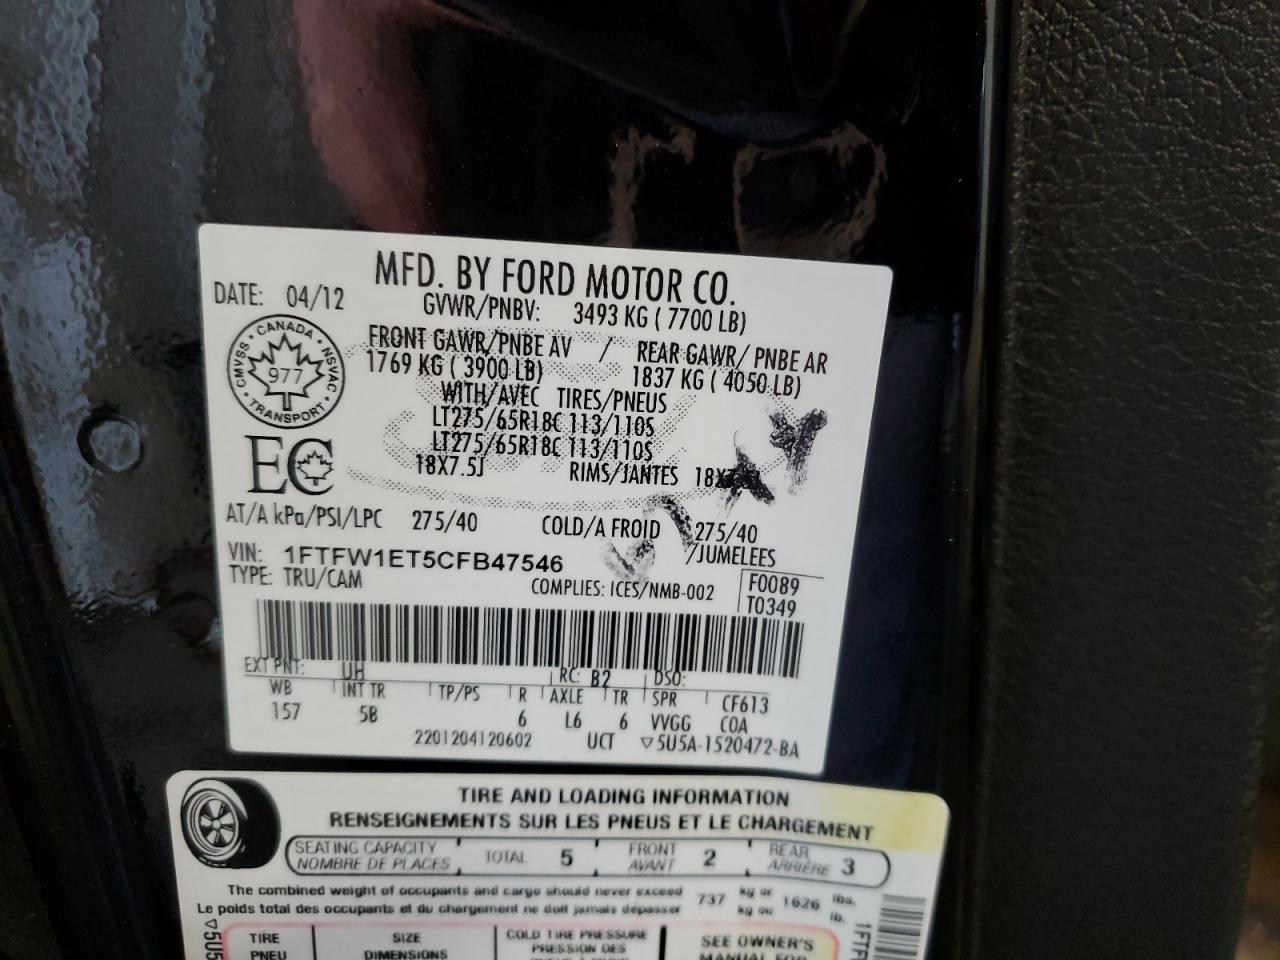 MFD. BY FORD MOTOR CO.
DATE: 04/12
GVWR/PNBV: 3493 KG ( 7700 LB)
FRONT GAWR/PNBE AV / REAR GAWR/ PNBE AR
1769 KG ( 3900 LB) 1837 KG ( 4050 LB)
WITH/AVEC TIRES/PNEUS
LT275/65R18C 113/110S
LT275/65R18C 113/110S
18X7.5J RIMS/JANTES
CANADA
CMVSS NSVAC
977
TRANSPORT
EC
AT/A kPa/PSI/LPC 275/40 COLD/A FROID 275/40
/JUMELEES
VIN: 1FTFW1ET5CFB47546
TYPE: TRU/CAM
COMPLIES: ICES/NMB-002
F0089
T0349
EXT PNT: UH RC: B2 DSO:
WB INT TR TP/PS R AXLE TR SPR CF613
157 5B 6 L6 6 VVGG COA
2201204120602 UCT ▽5U5A-1520472-BA
TIRE AND LOADING INFORMATION
RENSEIGNEMENTS SUR LES PNEUS ET LE CHARGEMENT
SEATING CAPACITY
NOMBRE DE PLACES
TOTAL 5
FRONT
AVANT 2
REAR
ARRIÈRE 3
The combined weight of occupants and cargo should never exceed 737 kg or 1626 lbs.
Le poids total des occupants et du chargement ne doit jamais dépasser kg ou lb.
TIRE SIZE COLD TIRE PRESSURE SEE OWNER'S
PNEU DIMENSIONS PRESSION DES MANUAL FOR
▽5U5
1FTF